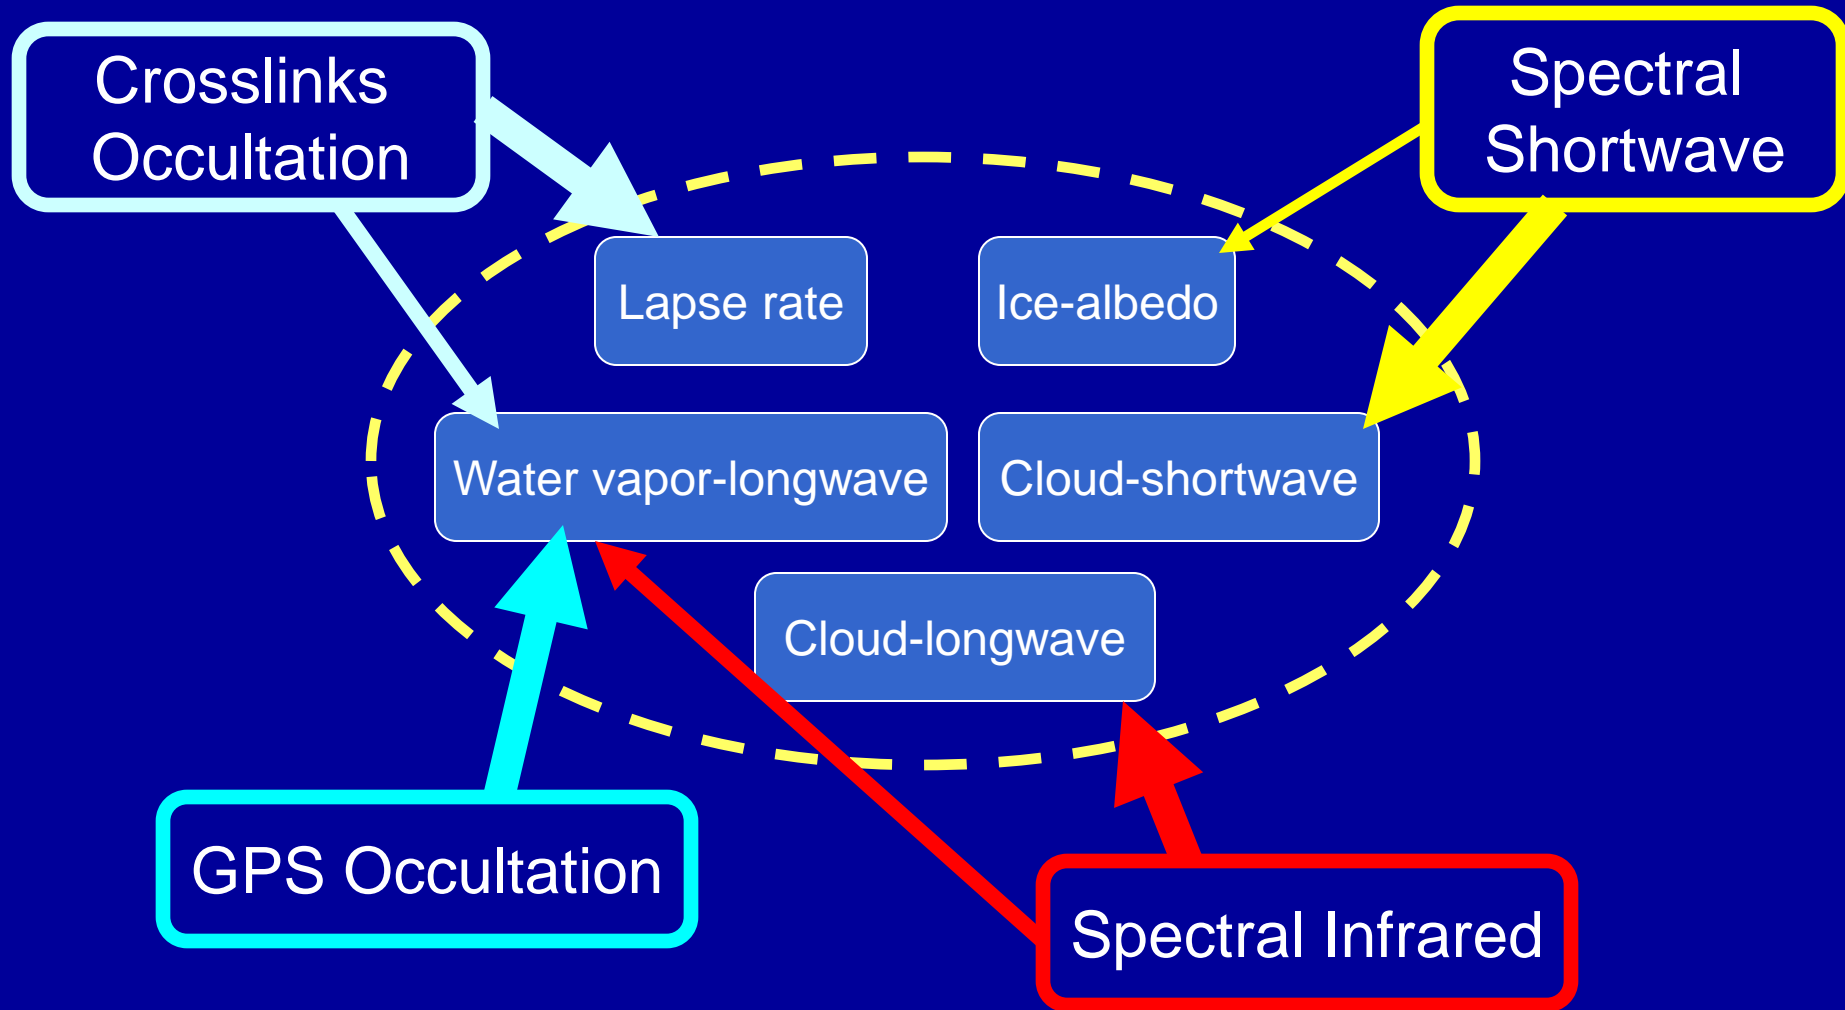 Crosslinks
Occultation
Spectral
Shortwave
Lapse rate
Ice-albedo
Water vapor-longwave
Cloud-shortwave
Cloud-longwave
GPS Occultation
Spectral Infrared